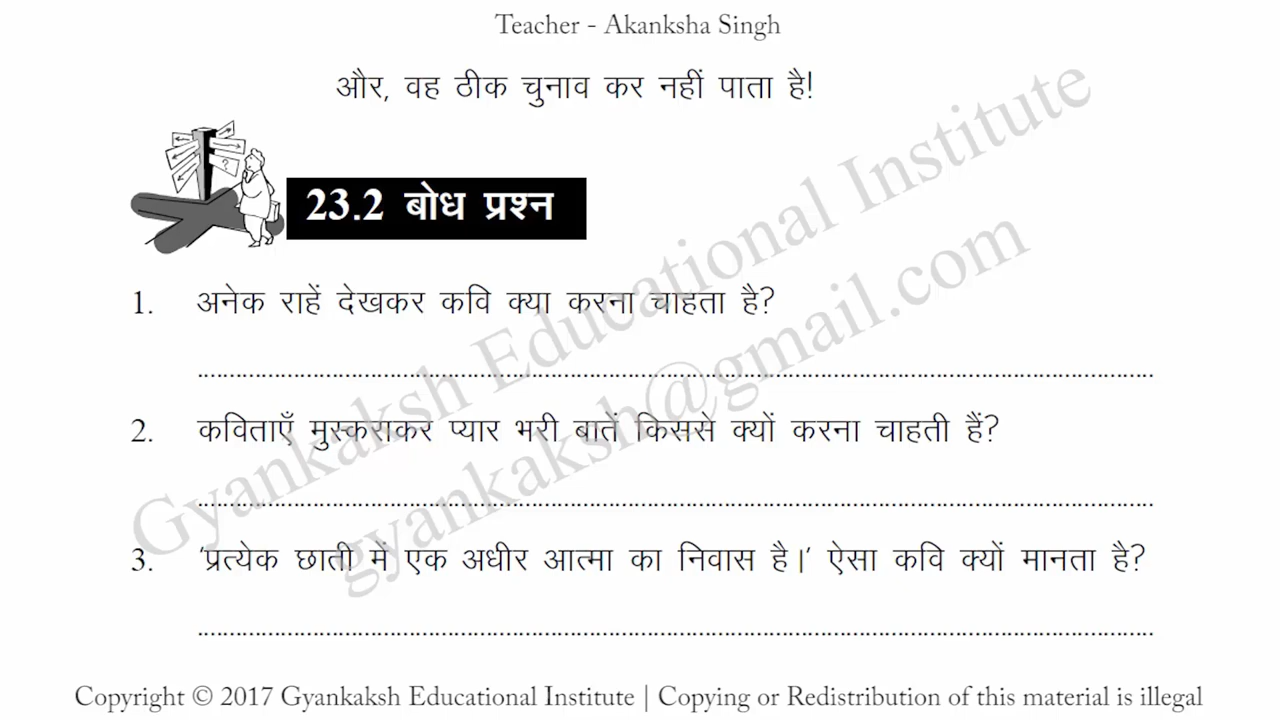 Teacher - Akanksha Singh
और, वह ठीक चुनाव कर नहीं पाता है!
?
23.2 बोध प्रश्न
1. अनेक राहें देखकर कवि क्या करना चाहता है?
2. कविताएँ मुस्कराकर प्यार भरी बातें किससे क्यों करना चाहती हैं?
3. ‘प्रत्येक छाती में एक अधीर आत्मा का निवास है।’ ऐसा कवि क्यों मानता है?
Gyankaksh Educational Institute
gyankaksh@gmail.com
Copyright © 2017 Gyankaksh Educational Institute | Copying or Redistribution of this material is illegal